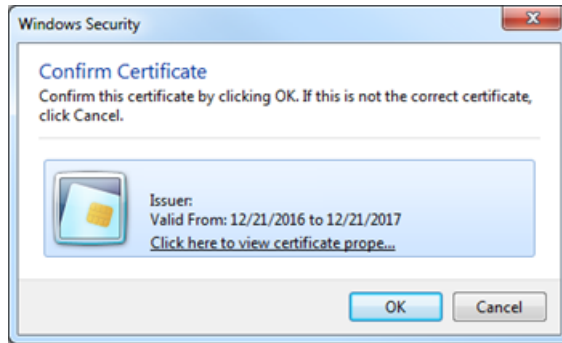 Windows Security
Confirm Certificate
Confirm this certificate by clicking OK. If this is not the correct certificate,
click Cancel.
Issuer:
Valid From: 12/21/2016 to 12/21/2017
Click here to view certificate prope...
OK
Cancel